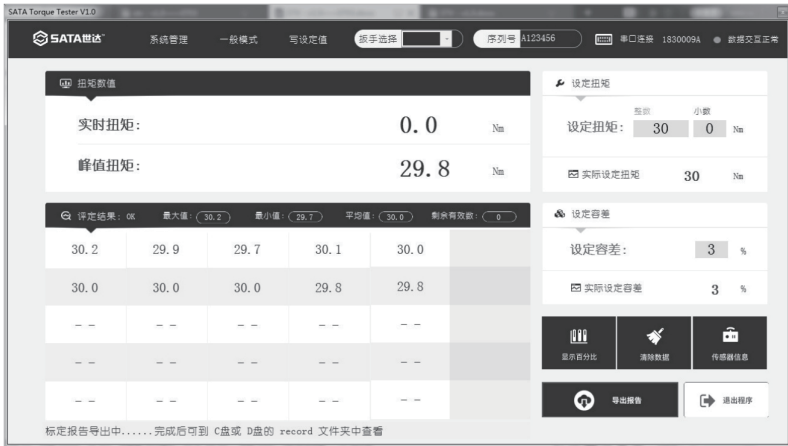 SATA Torque Tester V1.0
SATA世达 系统管理 一般模式 写设定值 扳手选择 序列号 A123456 串口连接 1830009A 数据交互正常
扭矩数值
实时扭矩: 0.0 Nm
峰值扭矩: 29.8 Nm
设定扭矩
整数 小数
设定扭矩: 30 0 Nm
实际设定扭矩 30 Nm
评定结果: OK 最大值: 30.2 最小值: 29.7 平均值: 30.0 剩余有效数: 0
30.2 29.9 29.7 30.1 30.0
30.0 30.0 30.0 29.8 29.8
-- -- -- -- --
-- -- -- -- --
-- -- -- -- --
设定容差
设定容差: 3 %
实际设定容差 3 %
显示百分比 清除数据 传感器信息
导出报告 退出程序
标定报告导出中......完成后可到 C盘或 D盘的 record 文件夹中查看